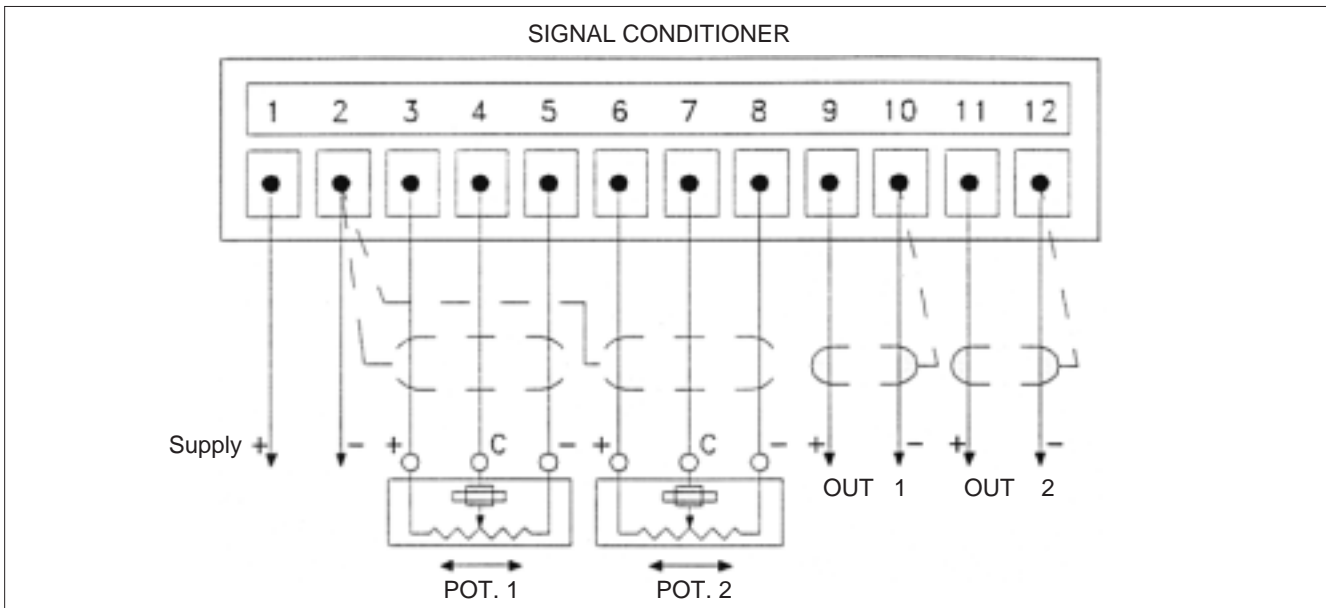 SIGNAL CONDITIONER
1 2 3 4 5 6 7 8 9 10 11 12
Supply + - + C - + C - + - + -
OUT 1 OUT 2
POT. 1 POT. 2